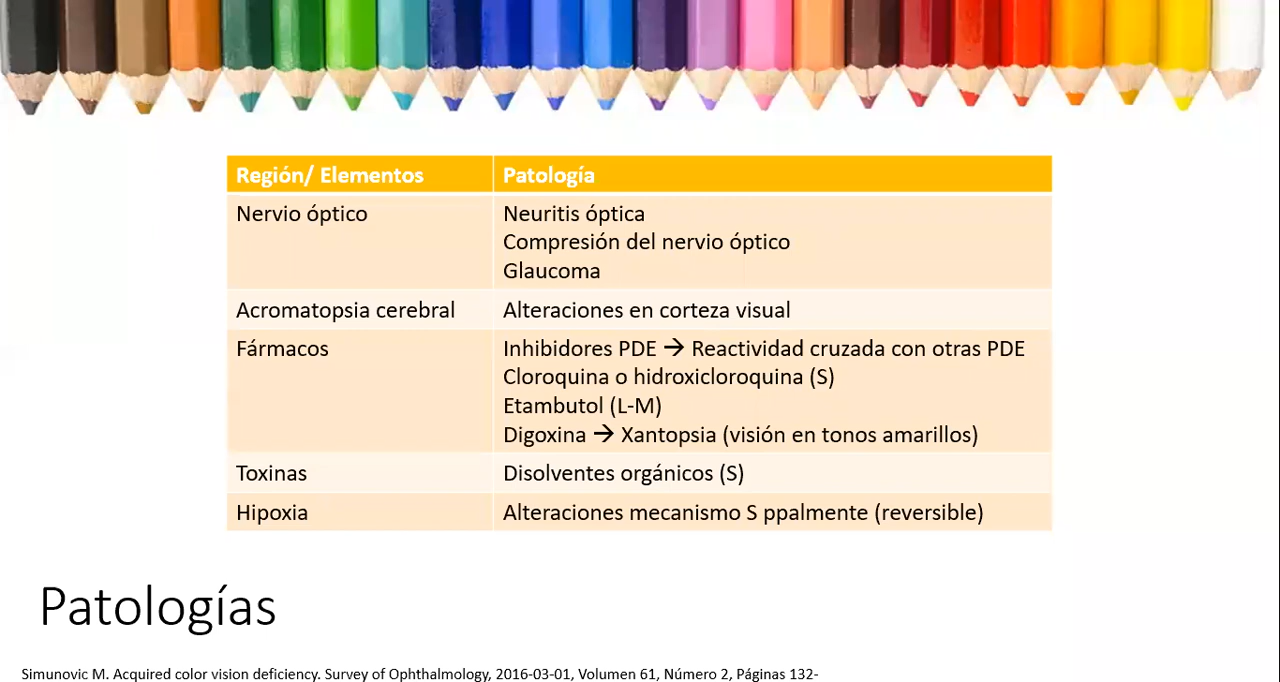 Región/ Elementos Patología
Nervio óptico Neuritis óptica
Compresión del nervio óptico
Glaucoma
Acromatopsia cerebral Alteraciones en corteza visual
Fármacos Inhibidores PDE → Reactividad cruzada con otras PDE
Cloroquina o hidroxicloroquina (S)
Etambutol (L-M)
Digoxina → Xantopsia (visión en tonos amarillos)
Toxinas Disolventes orgánicos (S)
Hipoxia Alteraciones mecanismo S ppalmente (reversible)
Patologías
Simunovic M. Acquired color vision deficiency. Survey of Ophthalmology, 2016-03-01, Volumen 61, Número 2, Páginas 132-